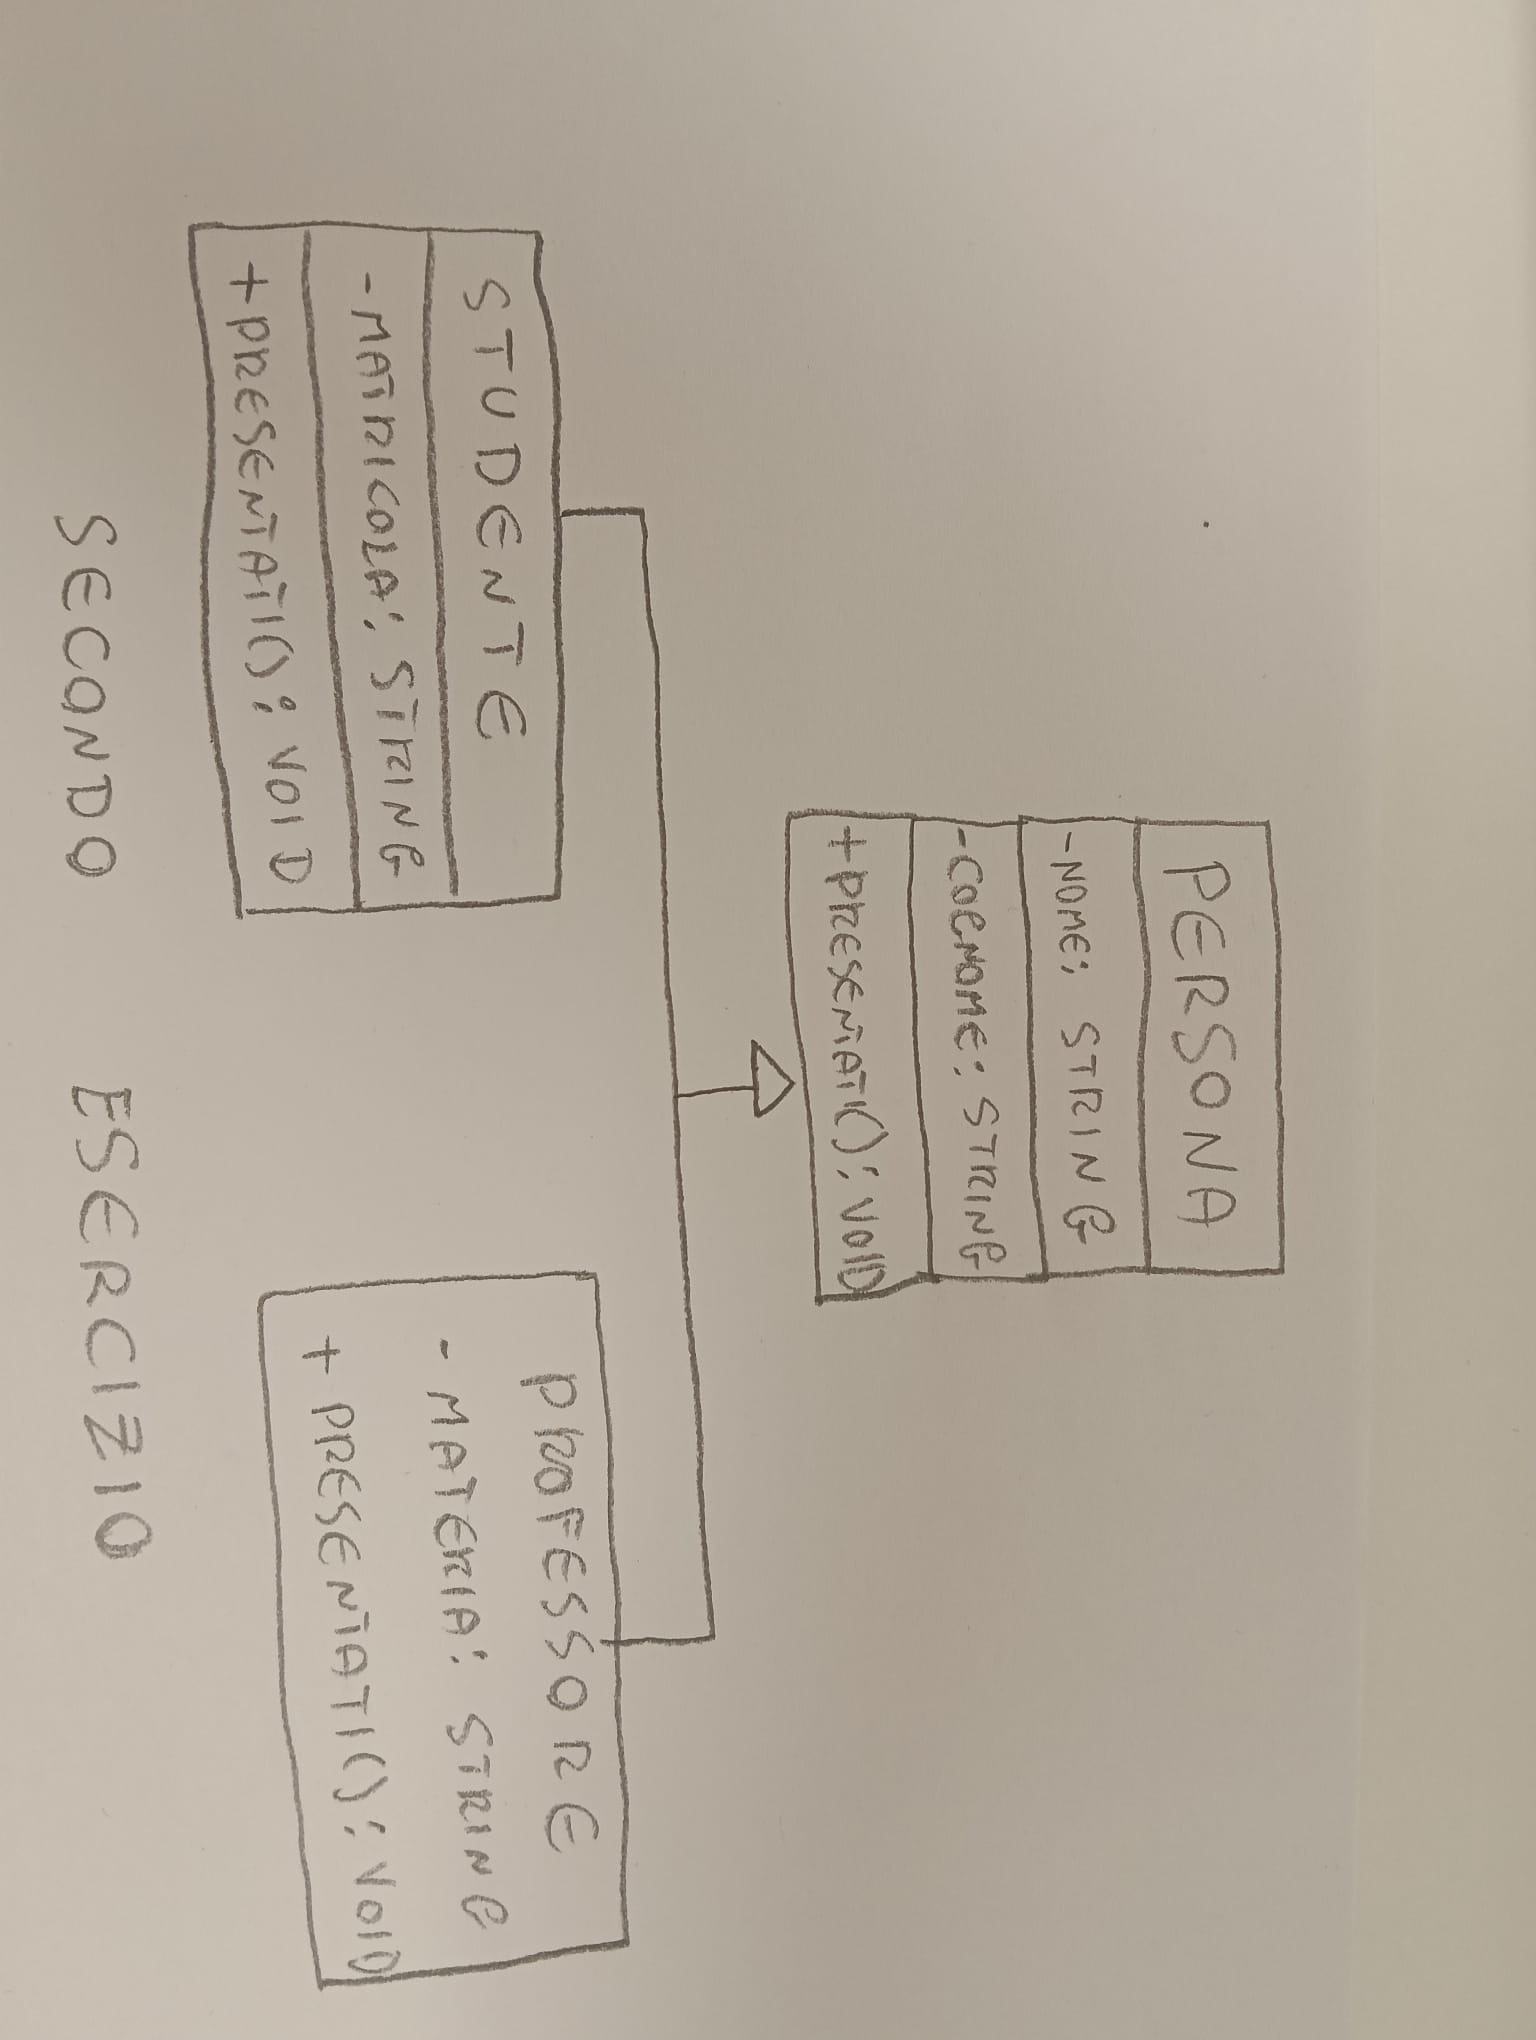 PERSONA
-NOME: STRING
-COGNOME: STRING
+PRESENTATI(): VOID
STUDENTE
-MATRICOLA: STRING
+PRESENTATI(): VOID
PROFESSORE
- MATERIA: STRING
+ PRESENTATI(): VOID
SECONDO ESERCIZIO